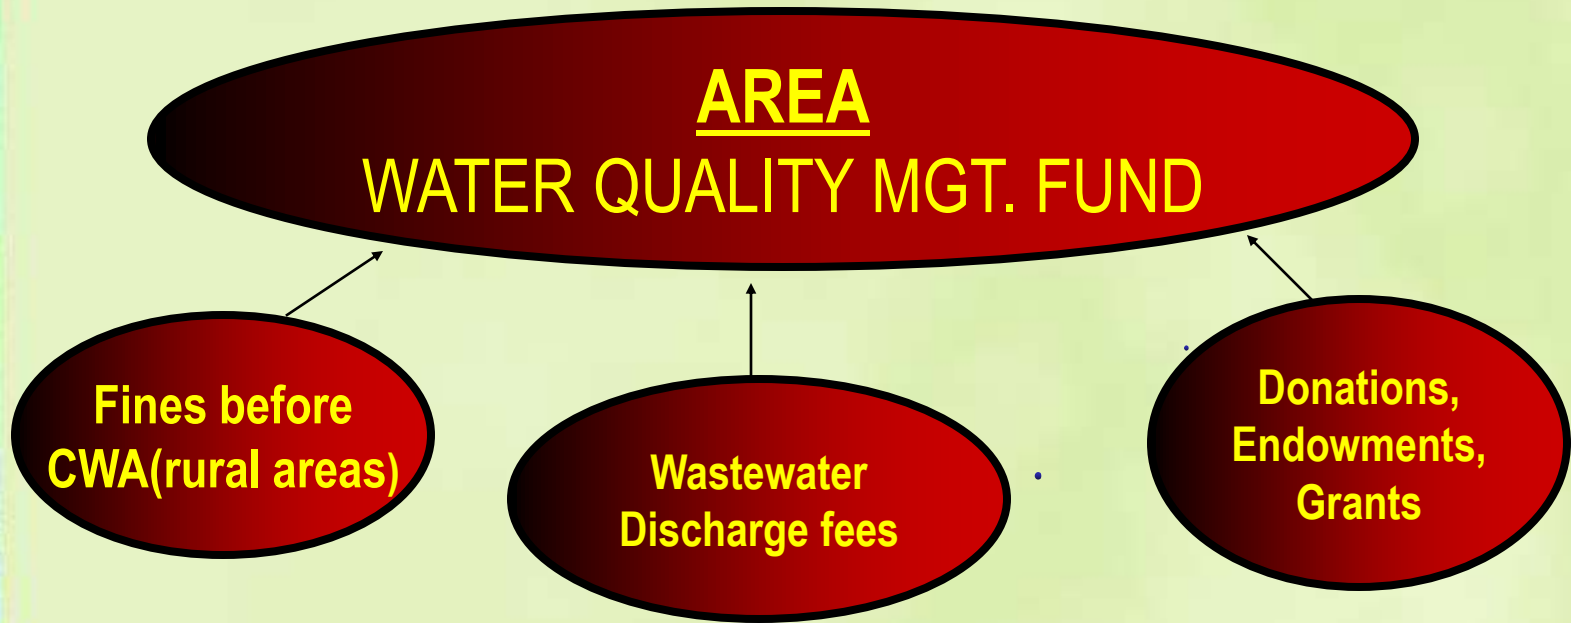 AREA
WATER QUALITY MGT. FUND
Fines before
CWA(rural areas)
Wastewater
Discharge fees
Donations,
Endowments,
Grants